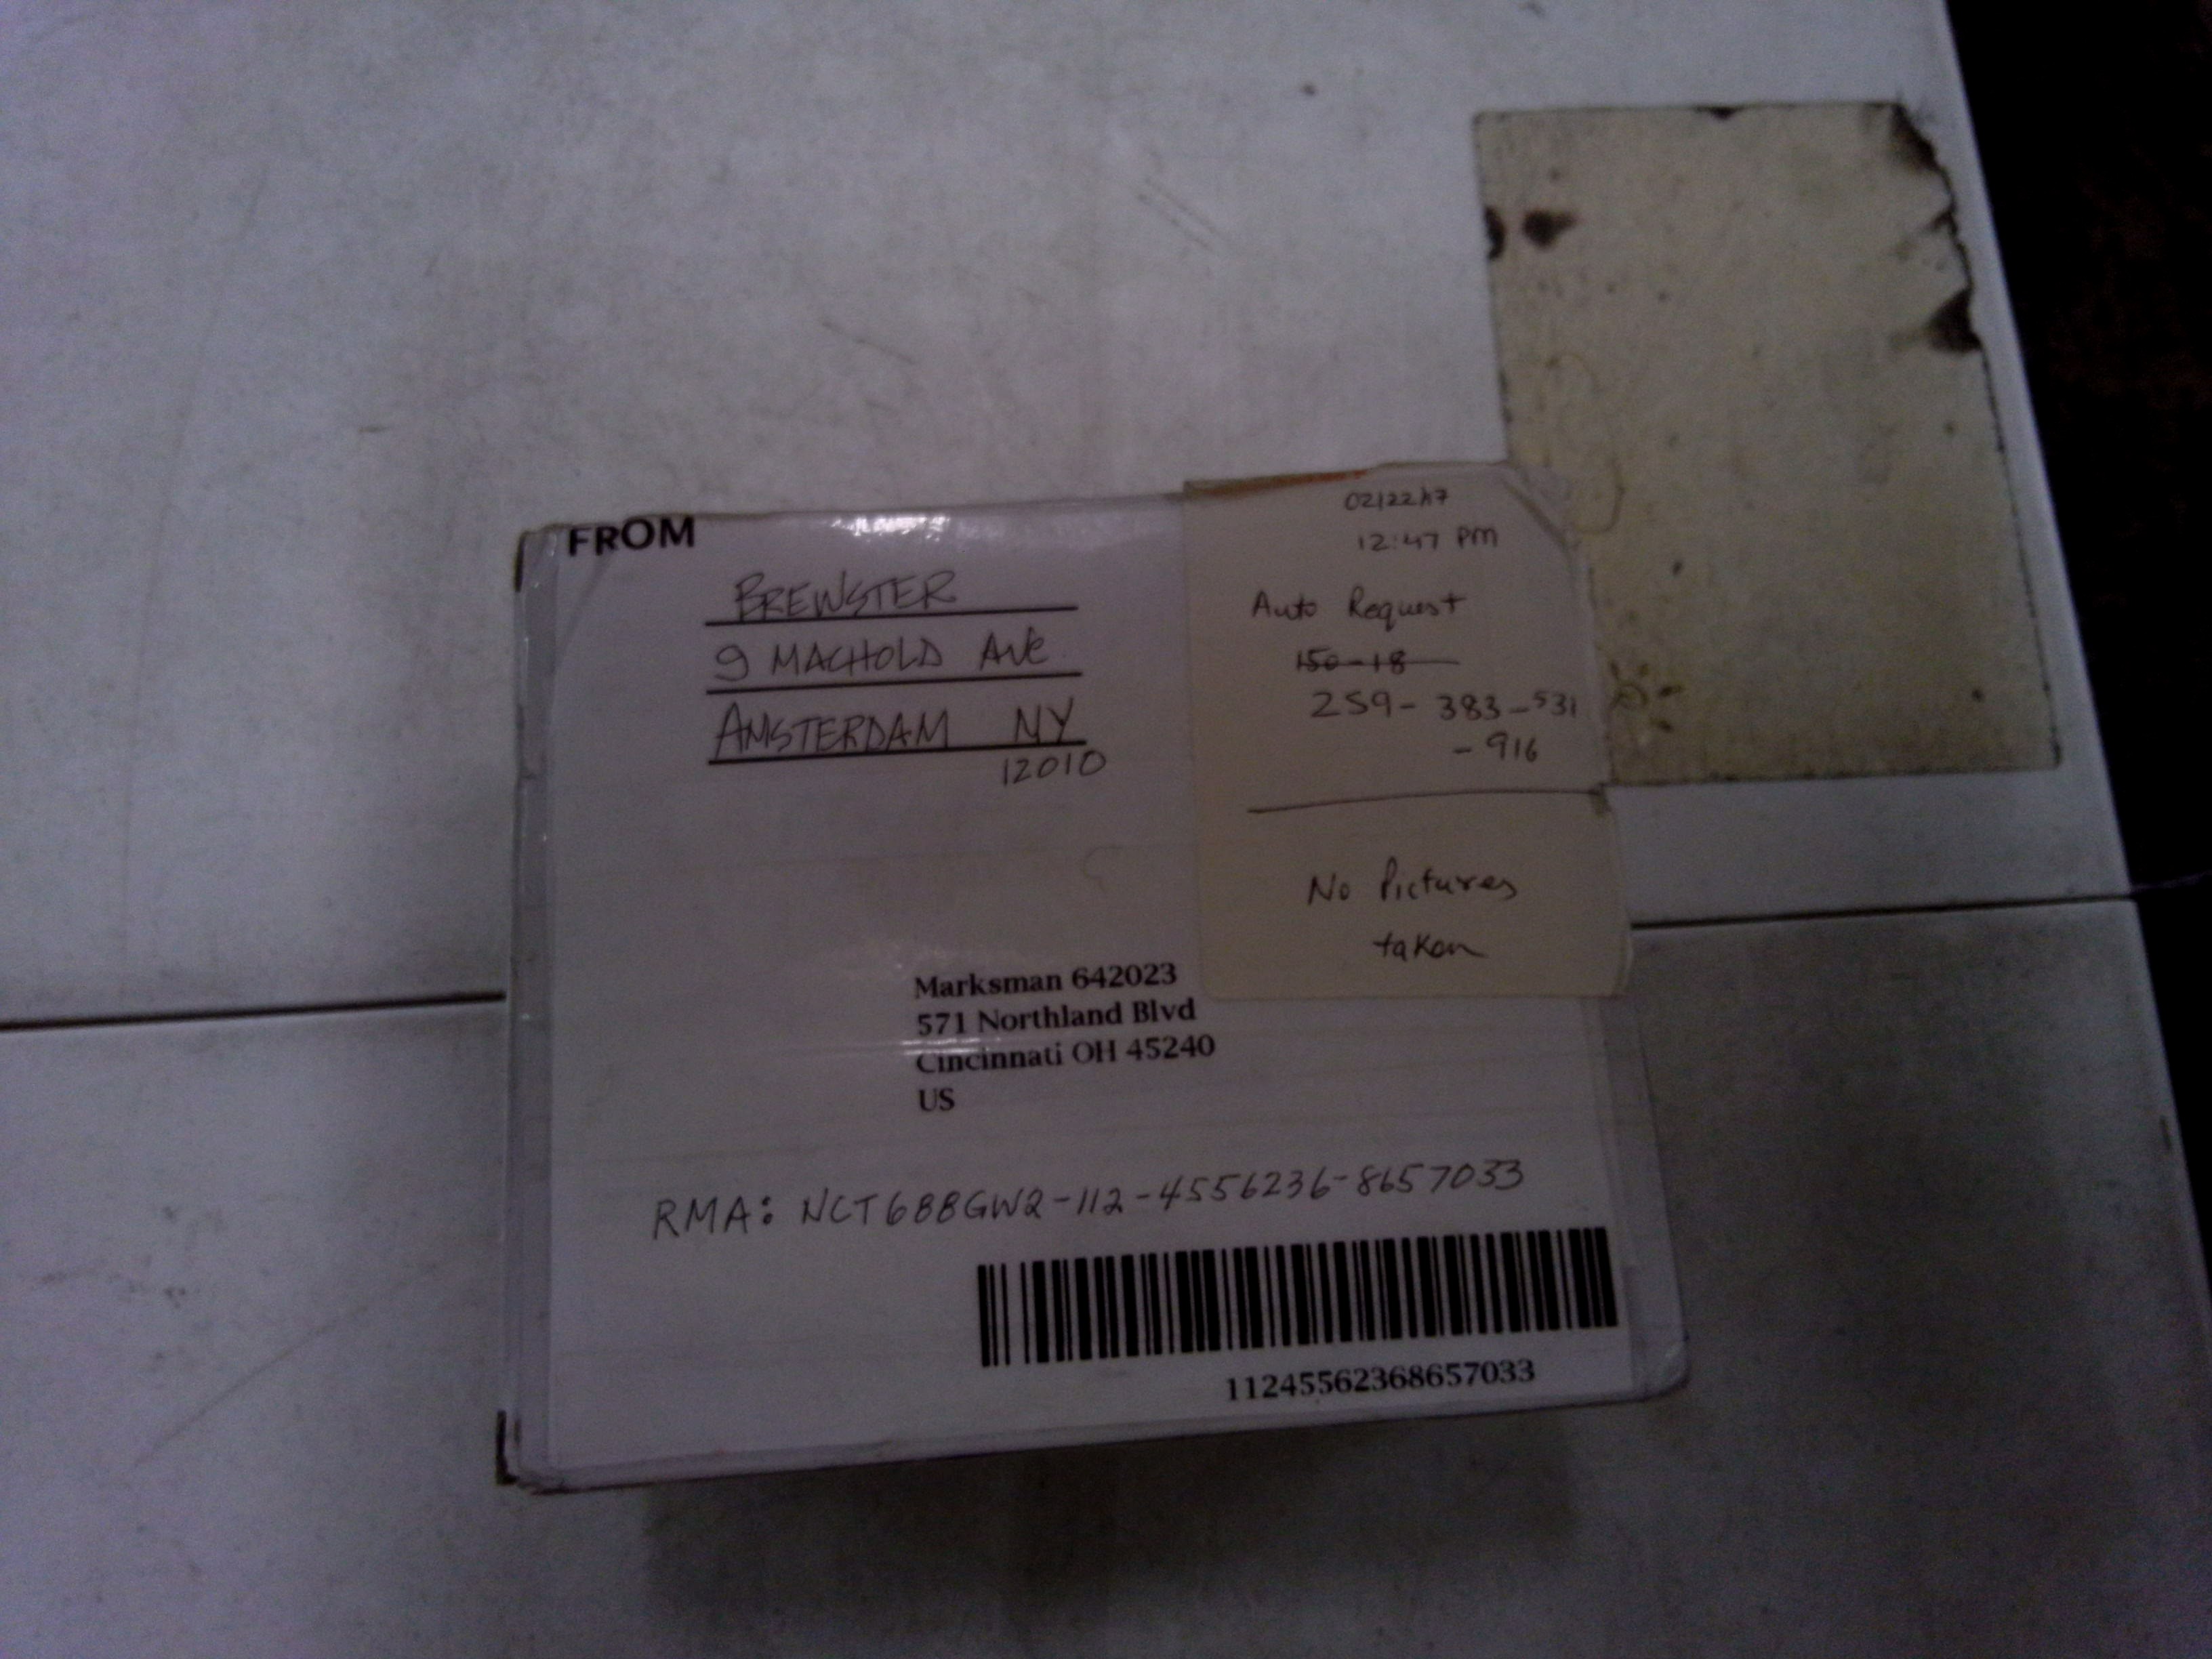 FROM
BREWSTER
9 MACHOLD AVE
AMSTERDAM NY
12010
02/22/17
12:47 PM
Auto Request
150-18
259-383-531
-916
No Pictures
taken
Marksman 642023
571 Northland Blvd
Cincinnati OH 45240
US
RMA: NCT688GW2-112-4556236-8657033
11245562368657033